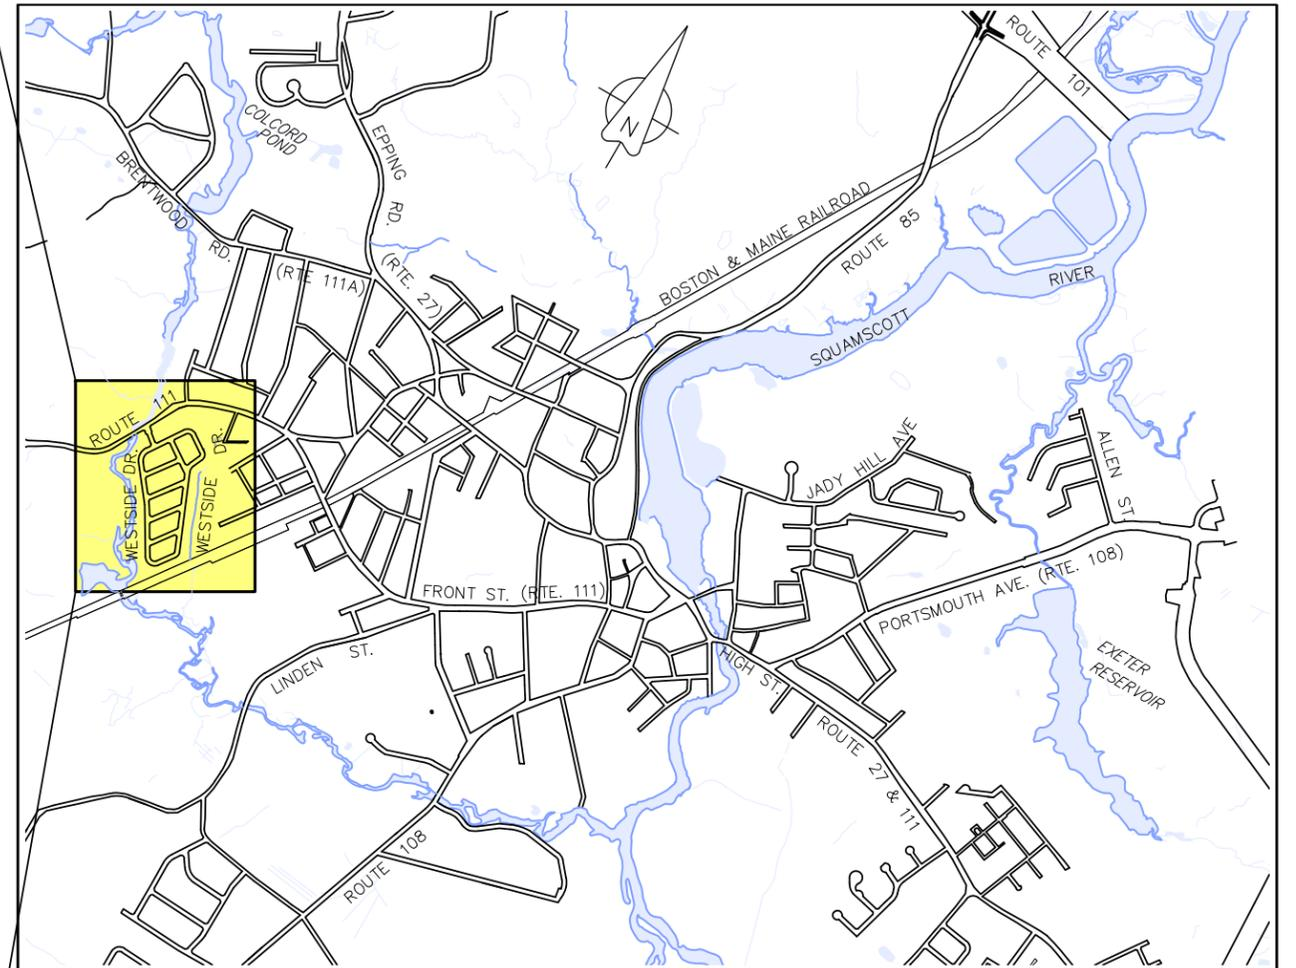 ROUTE 101
COLCORD
POND
N
EPPING RD.
(RTE. 27)
BRENTWOOD RD.
(RTE 111A)
BOSTON & MAINE RAILROAD
ROUTE 85
SQUAMSCOTT RIVER
ROUTE 111
WESTSIDE DR.
WESTSIDE DR.
JADY HILL AVE
ALLEN ST.
FRONT ST. (RTE. 111)
PORTSMOUTH AVE. (RTE. 108)
LINDEN ST.
HIGH ST.
EXETER
RESERVOIR
ROUTE 27 & 111
ROUTE 108